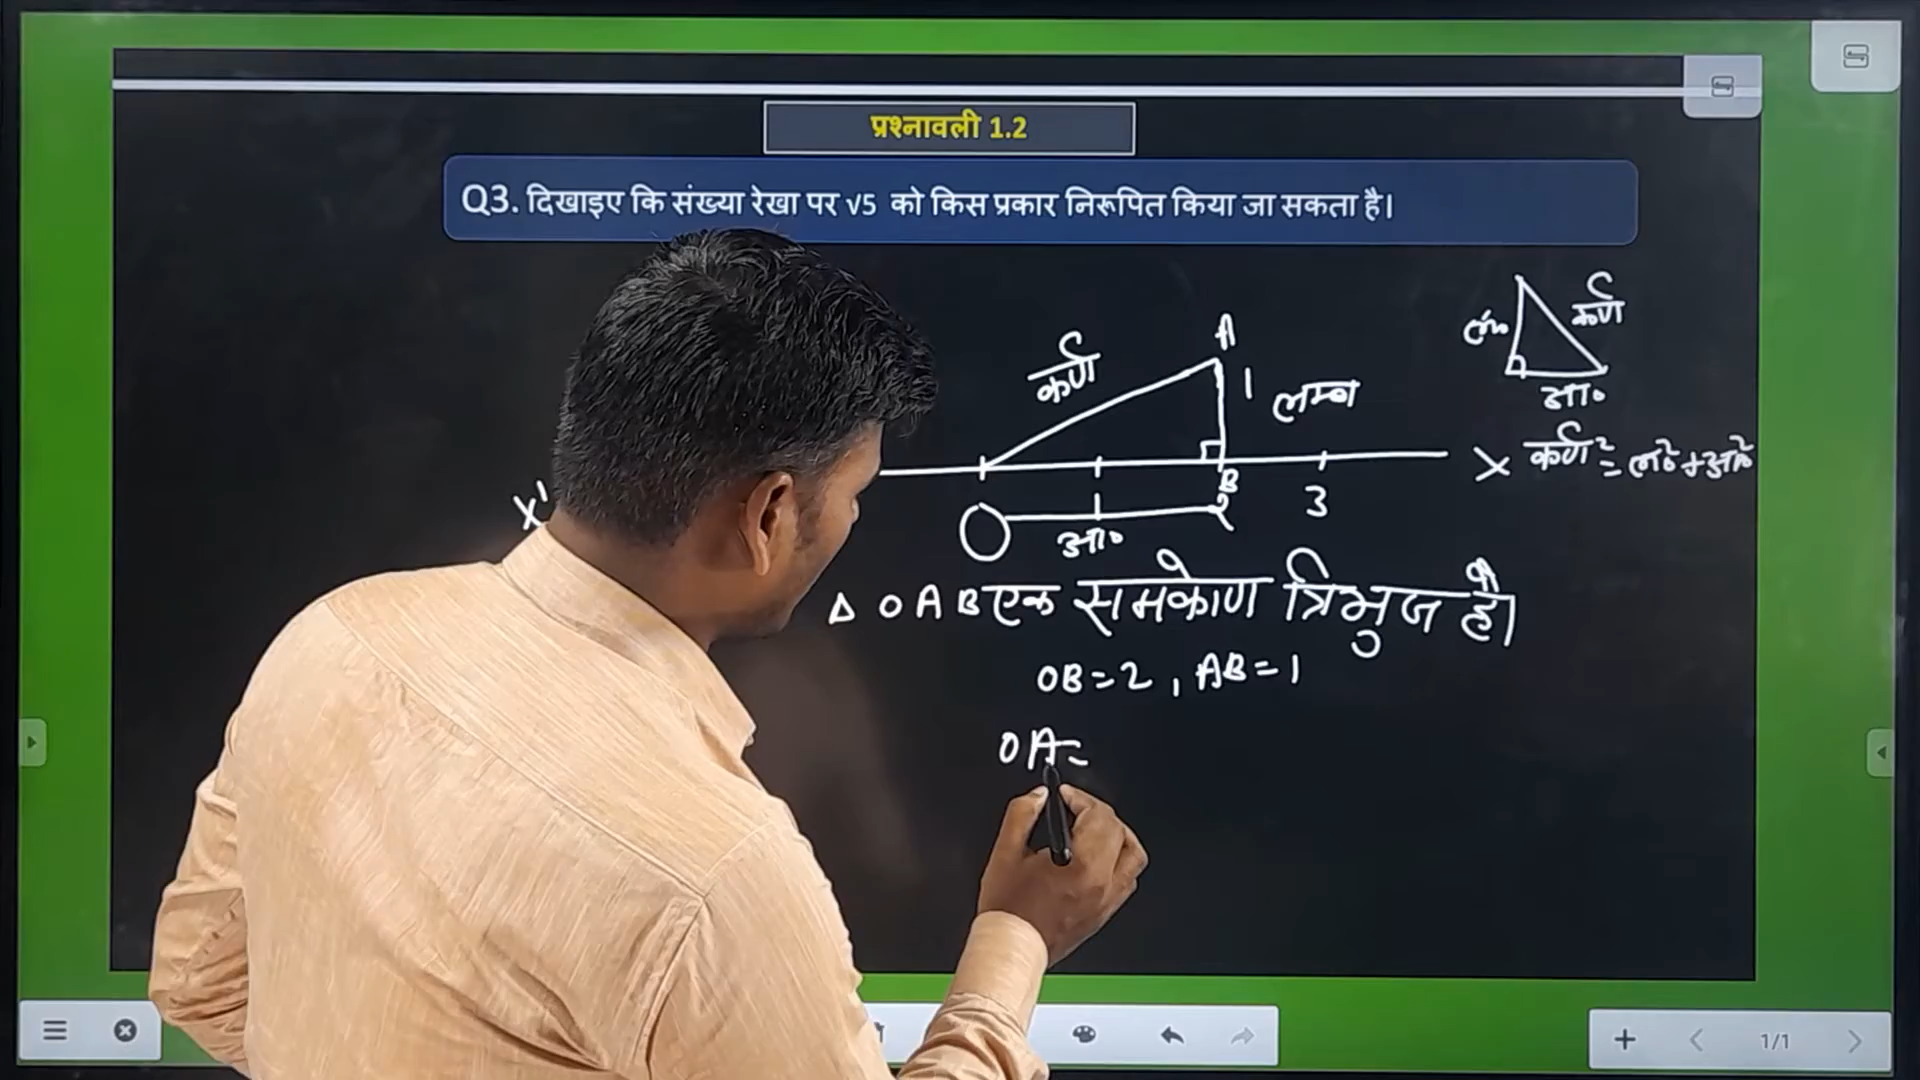 प्रश्नावली 1.2
Q3. दिखाइए कि संख्या रेखा पर √5 को किस प्रकार निरूपित किया जा सकता है।
A
कर्ण
1
लम्ब
लं०
कर्ण
आ०
X'
X
कर्ण² = लं०² + आ०²
O
1
B
2
3
आ०
Δ OAB एक समकोण त्रिभुज है।
OB = 2, AB = 1
OA =
1/1